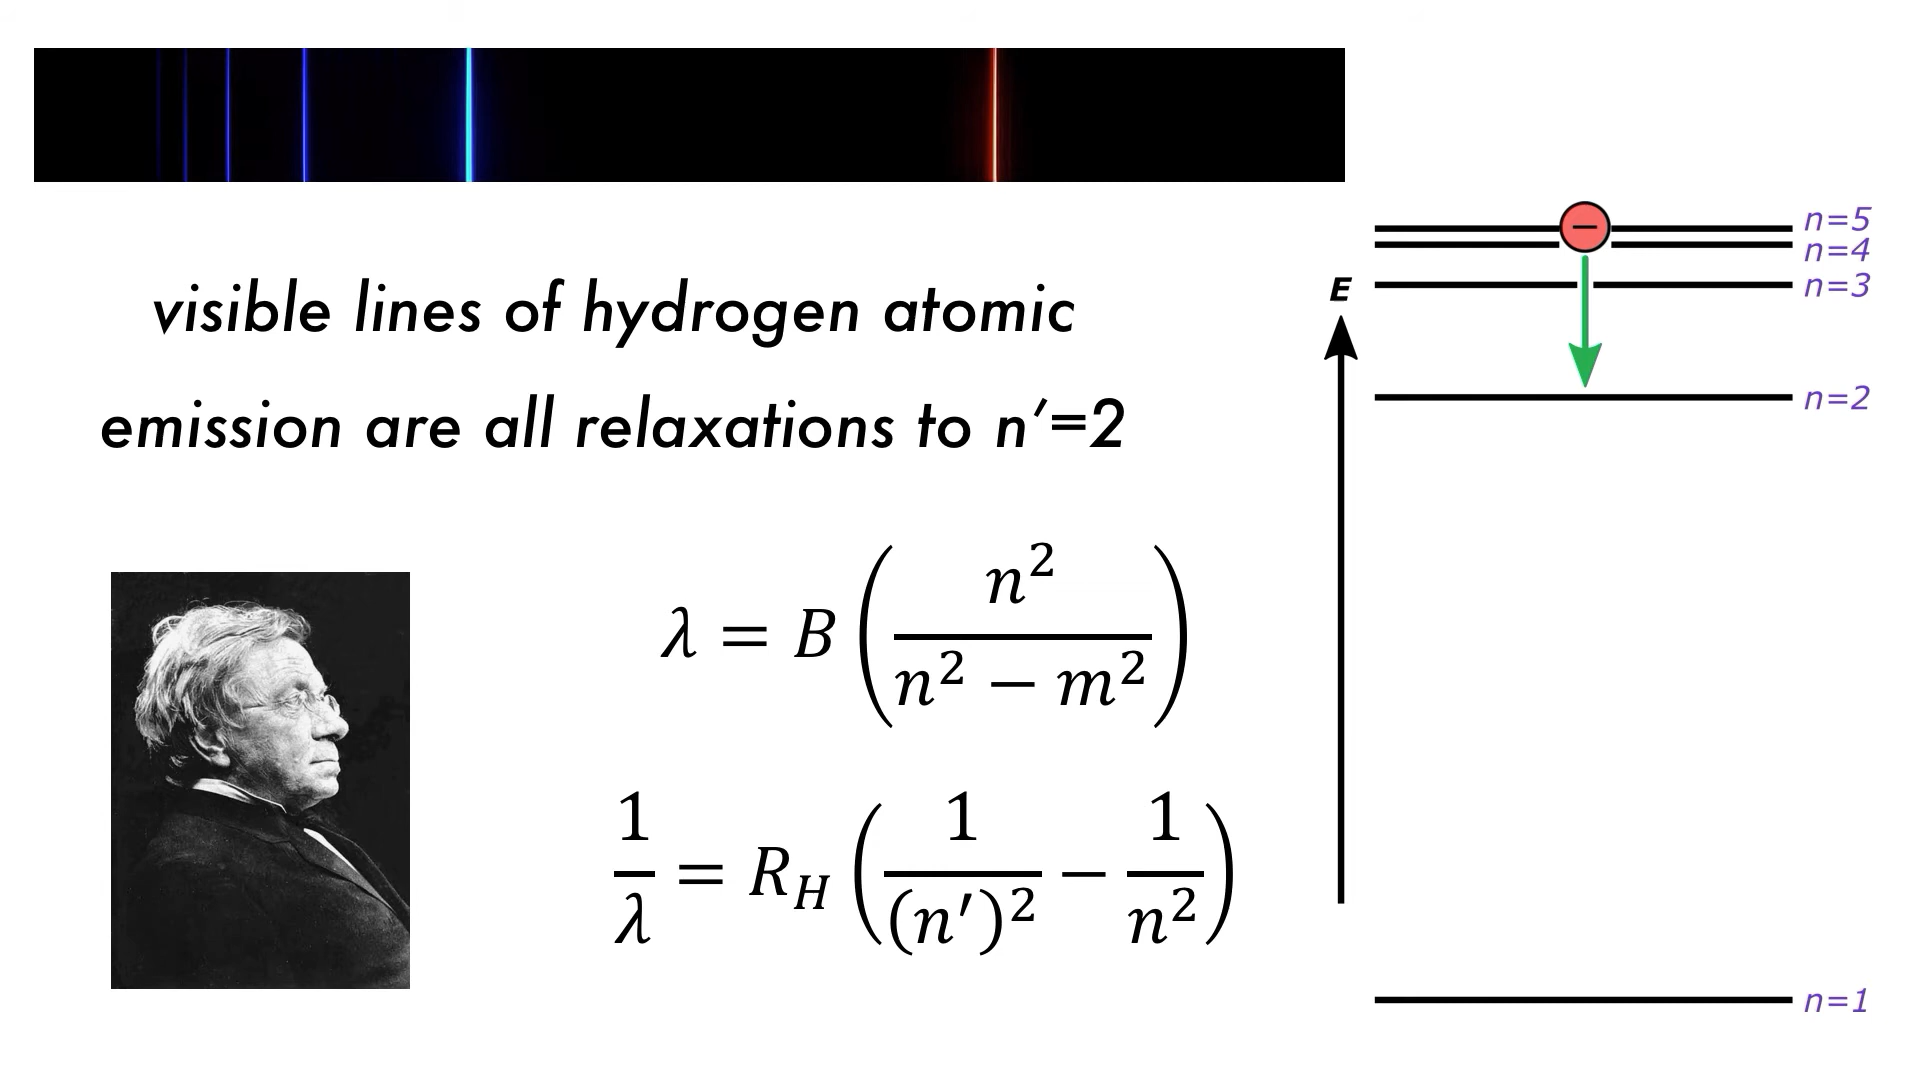 visible lines of hydrogen atomic
emission are all relaxations to n′=2
λ = B (n² / (n² − m²))
1/λ = R_H (1/(n′)² − 1/n²)
E
−
n=5
n=4
n=3
n=2
n=1